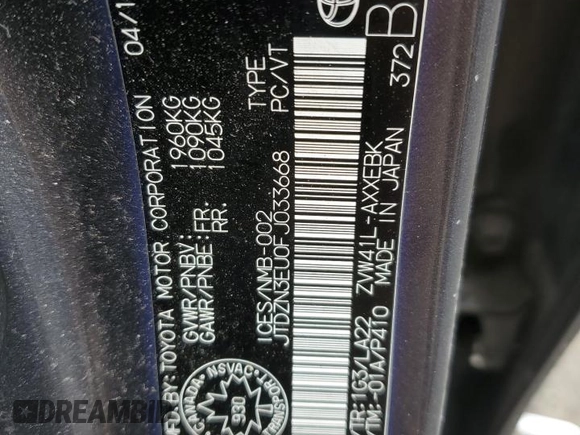 MFD.BY:TOYOTA MOTOR CORPORATION 04/1
GVWR/PNBV: 1960KG
GAWR/PNBE:FR: 1090KG
RR. 1045KG
ICES/NMB-002 TYPE
JTDZN3EU0FJ033668 PC/VT
/TR:1G3/LA22 ZVW41L-AXXEBK
TM:-01A/P410 MADE IN JAPAN
372 B
CANADA NSVAC
930
TRANSPORT
DREAMBID